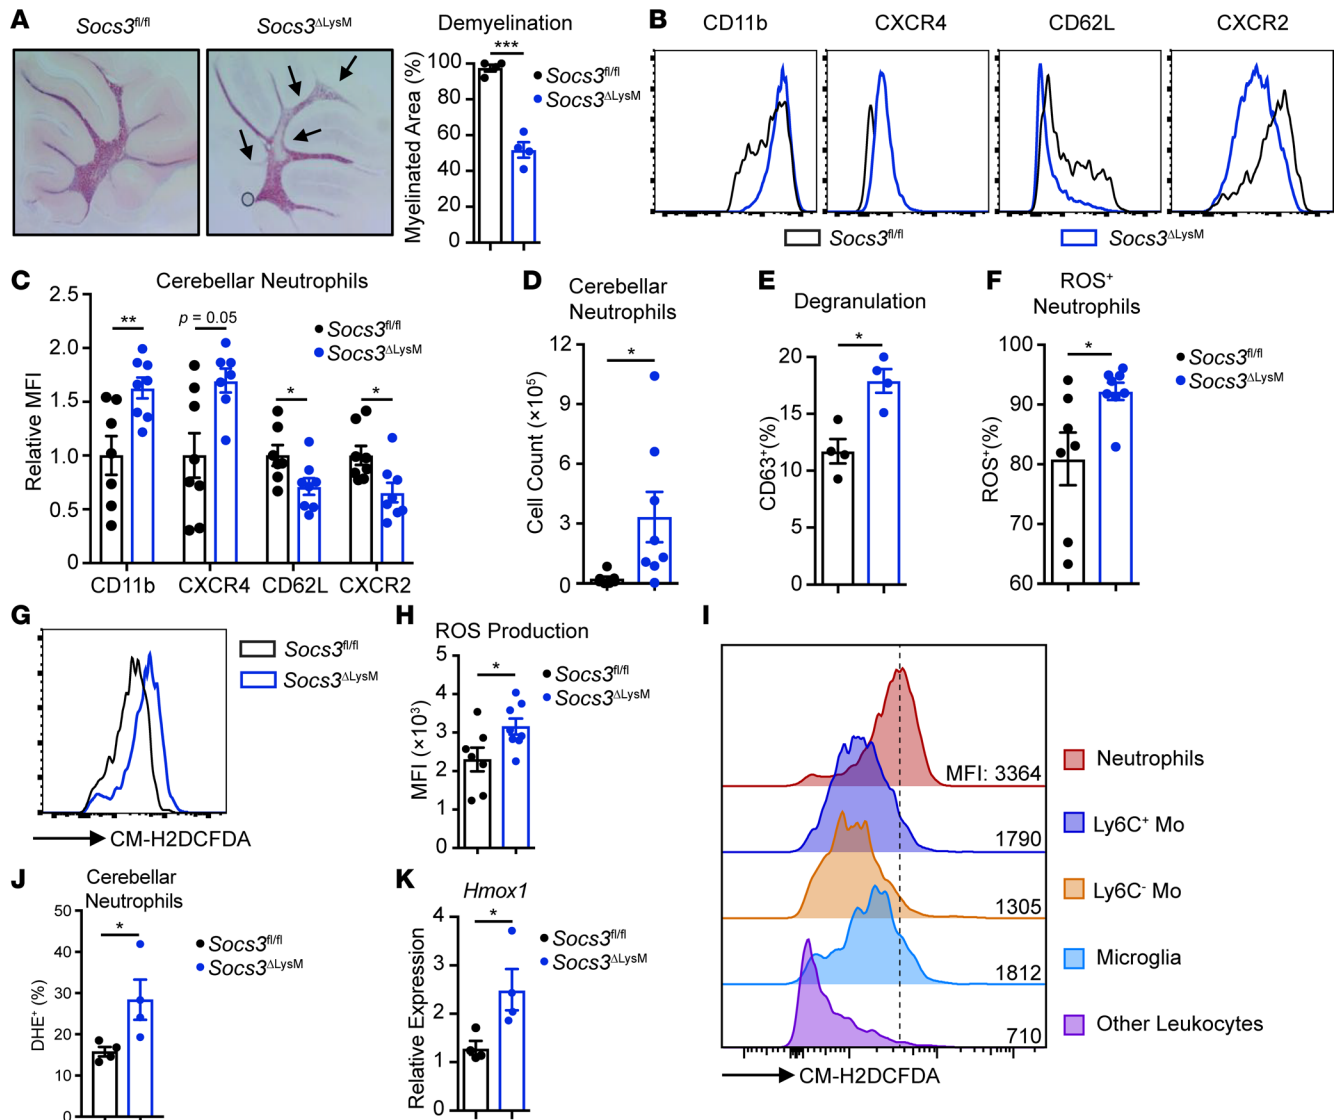 A
Socs3fl/fl
Socs3ΔLysM
Demyelination
***
Myelinated Area (%)
100
80
60
40
20
0
Socs3fl/fl
Socs3ΔLysM
B
CD11b
CXCR4
CD62L
CXCR2
Socs3fl/fl
Socs3ΔLysM
C
Cerebellar Neutrophils
Relative MFI
2.5
2.0
1.5
1.0
0.5
0
**
p = 0.05
*
*
Socs3fl/fl
Socs3ΔLysM
CD11b
CXCR4
CD62L
CXCR2
D
Cerebellar
Neutrophils
Cell Count (×10⁵)
12
9
6
3
0
*
E
Degranulation
CD63+(%)
20
15
10
5
0
*
F
ROS+
Neutrophils
ROS+(%)
100
90
80
70
60
*
Socs3fl/fl
Socs3ΔLysM
G
Socs3fl/fl
Socs3ΔLysM
CM-H2DCFDA
H
ROS Production
MFI (×10³)
5
4
3
2
1
0
*
Socs3fl/fl
Socs3ΔLysM
I
MFI: 3364
1790
1305
1812
710
CM-H2DCFDA
Neutrophils
Ly6C+ Mo
Ly6C- Mo
Microglia
Other Leukocytes
J
Cerebellar
Neutrophils
DHE+ (%)
50
40
30
20
10
0
*
Socs3fl/fl
Socs3ΔLysM
K
Hmox1
Relative Expression
4
3
2
1
0
*
Socs3fl/fl
Socs3ΔLysM